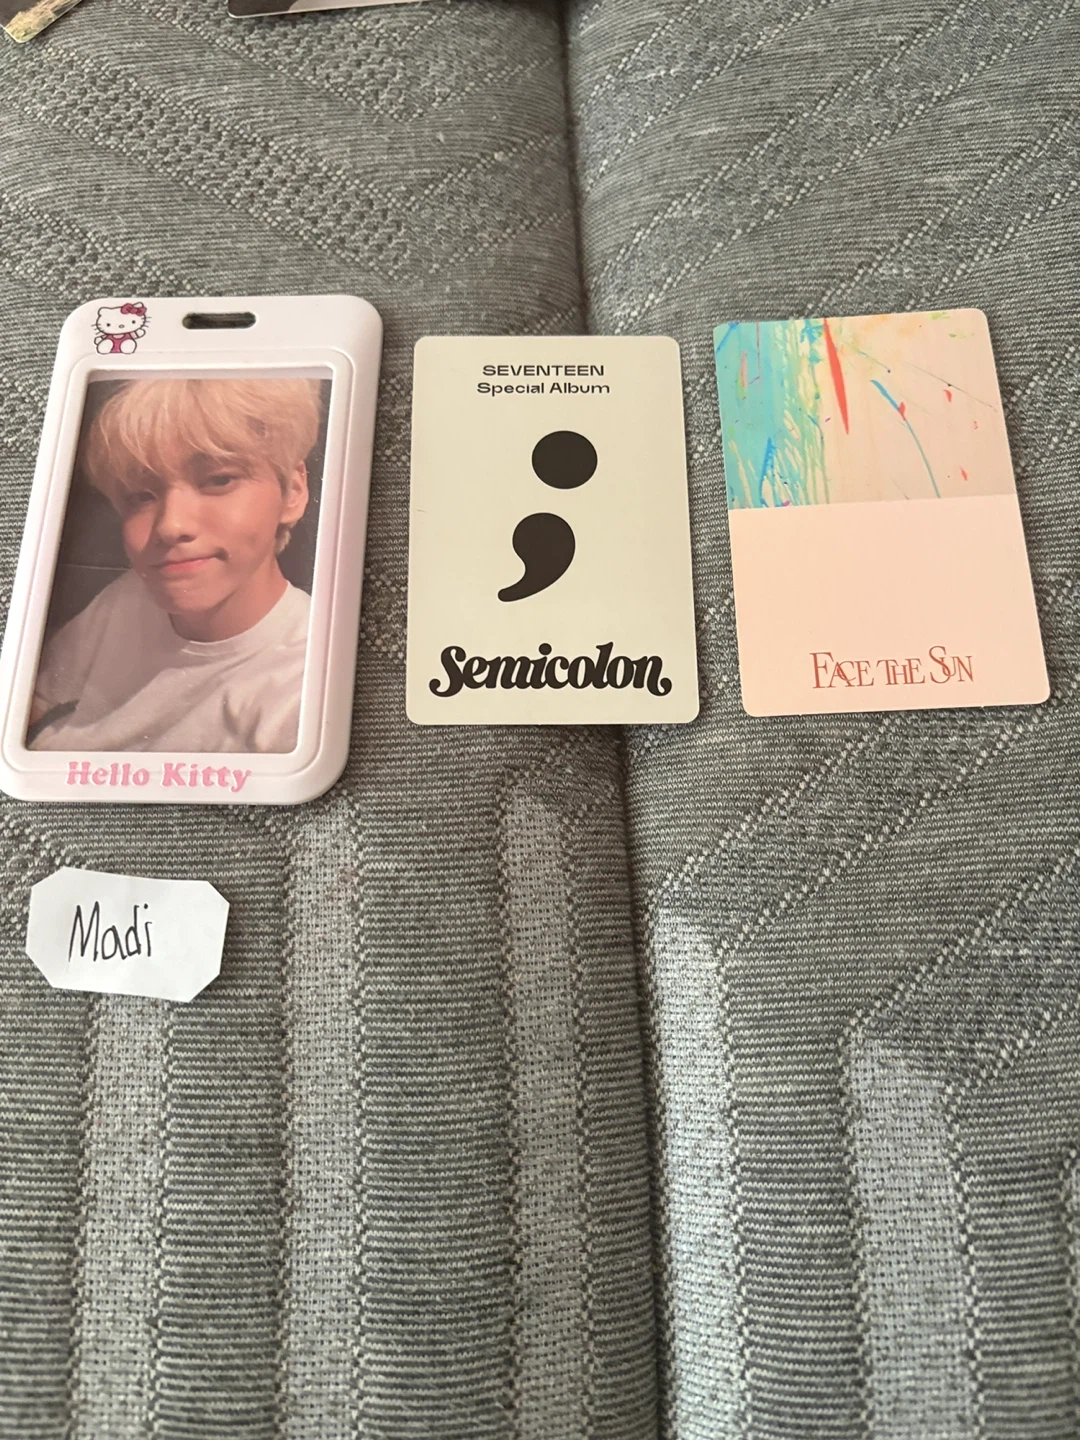 Hello Kitty
SEVENTEEN
Special Album
Semicolon
FACE THE SUN
Madi